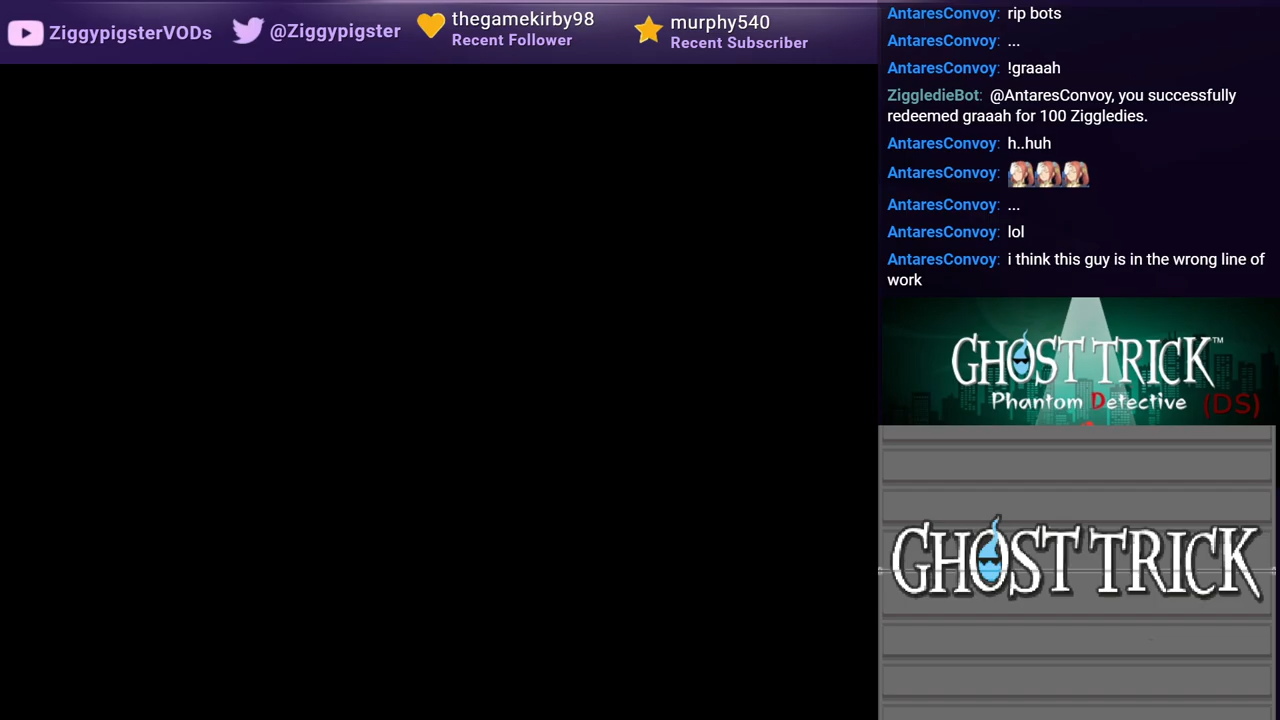 ZiggypigsterVODs
@Ziggypigster
thegamekirby98
Recent Follower
murphy540
Recent Subscriber
AntaresConvoy: rip bots
AntaresConvoy: ...
AntaresConvoy: !graaah
ZiggledieBot: @AntaresConvoy, you successfully
redeemed graaah for 100 Ziggledies.
AntaresConvoy: h..huh
AntaresConvoy:
AntaresConvoy: ...
AntaresConvoy: lol
AntaresConvoy: i think this guy is in the wrong line of
work
GHOST TRICK™
Phantom Detective (DS)
GHOST TRICK